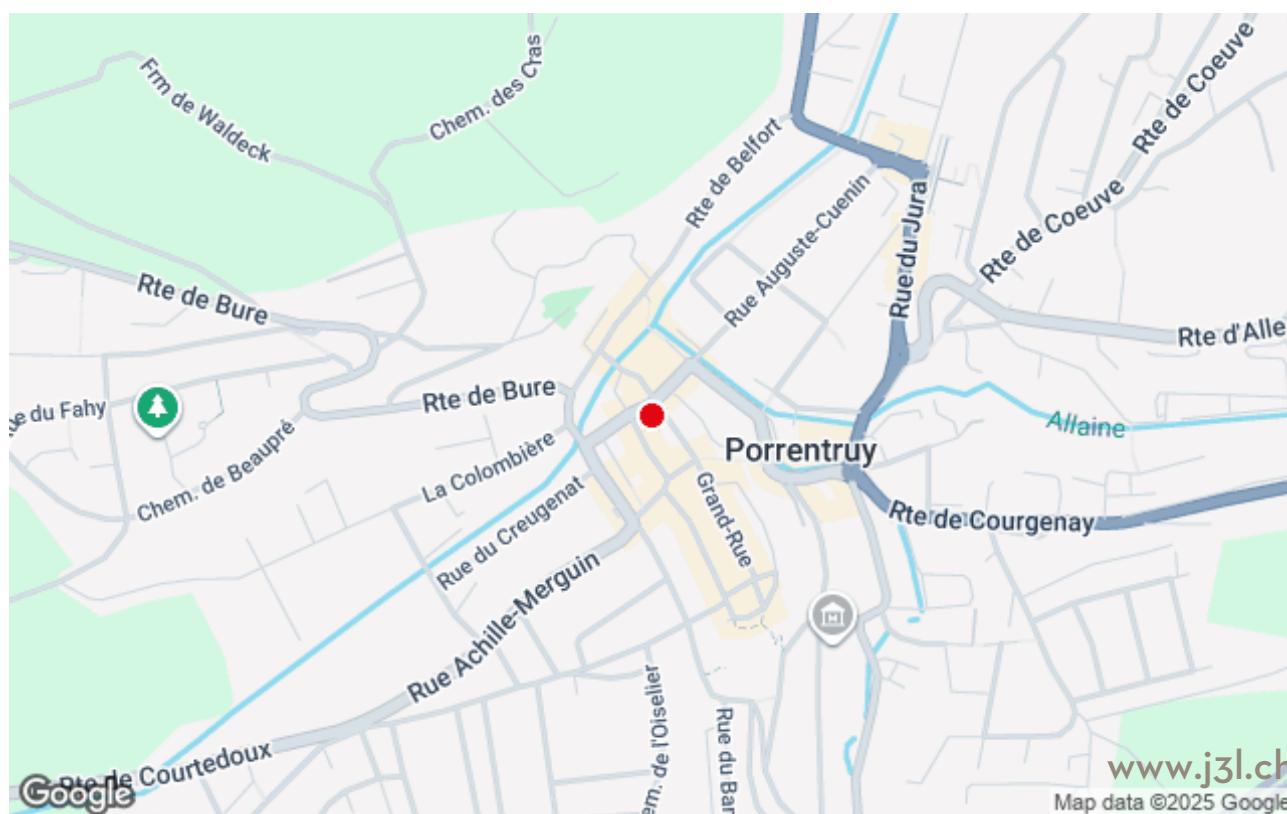 Frm de Waldeck
Chem. des Cras
Rte de Coeuve
Rte de Belfort
Rue Auguste-Cuenin
Rue du Jura
Rte de Coeuve
Rte de Bure
Rte d'Alle
Rte de Bure
ue du Fahy
Allaine
Chem. de Beaupré
La Colombière
Porrentruy
Rue du Creugenat
Grand-Rue
Rte de Courgenay
Rue Achille-Merguin
Chem. de l'Oiselier
Rue du Ban
Rte de Courtedoux
www.j3l.ch
Google
Map data ©2025 Google